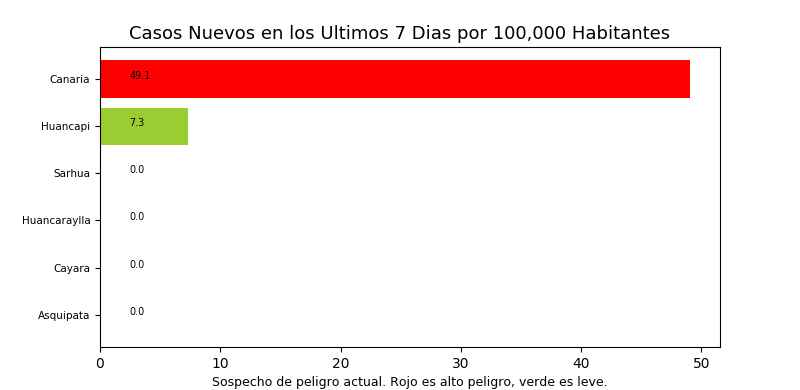 Casos Nuevos en los Ultimos 7 Dias por 100,000 Habitantes
Canaria 49.1
Huancapi 7.3
Sarhua 0.0
Huancaraylla 0.0
Cayara 0.0
Asquipata 0.0
0 10 20 30 40 50
Sospecho de peligro actual. Rojo es alto peligro, verde es leve.